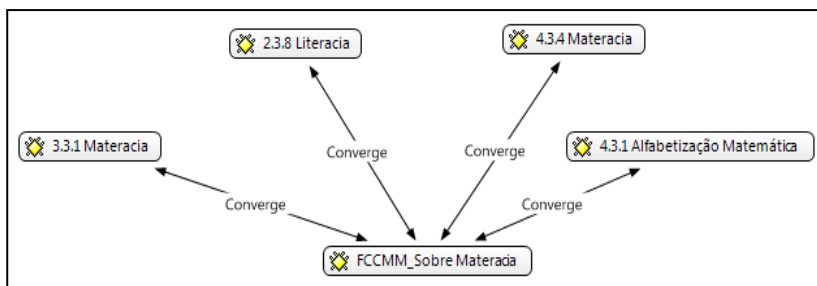 2.3.8 Literacia
4.3.4 Materacia
3.3.1 Materacia
4.3.1 Alfabetização Matemática
Converge
Converge
Converge
Converge
FCCMM_Sobre Materacia